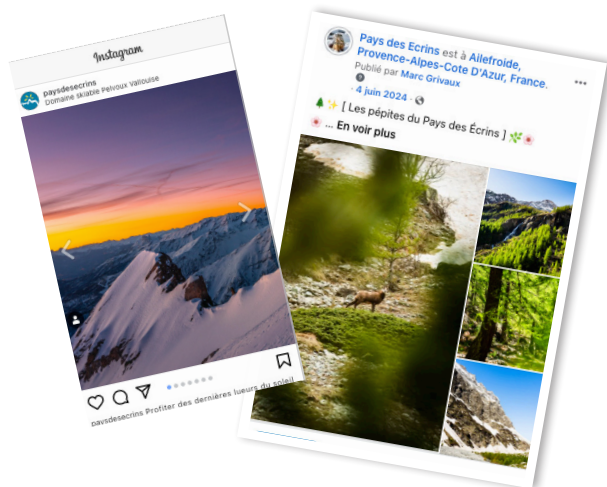 Instagram
paysdesecrins
Domaine skiable Pelvoux Vallouise
paysdesecrins Profiter des dernières lueurs du soleil
Pays des Ecrins est à Ailefroide,
Provence-Alpes-Cote D'Azur, France.
Publié par Marc Grivaux
· 4 juin 2024 ·
[ Les pépites du Pays des Écrins ]
... En voir plus